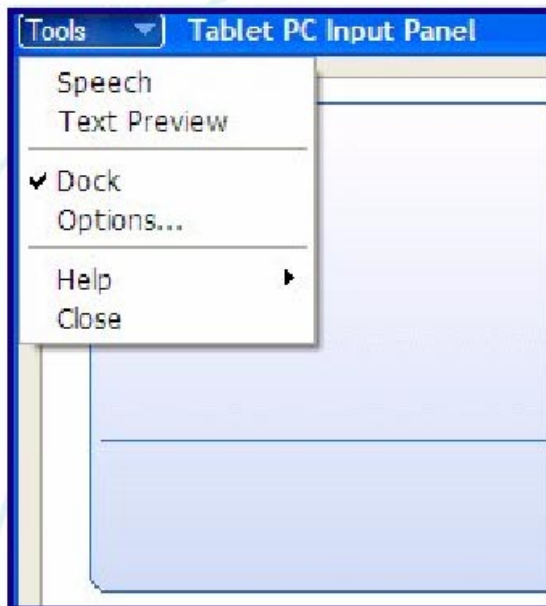 Tools Tablet PC Input Panel
Speech
Text Preview
Dock
Options...
Help
Close